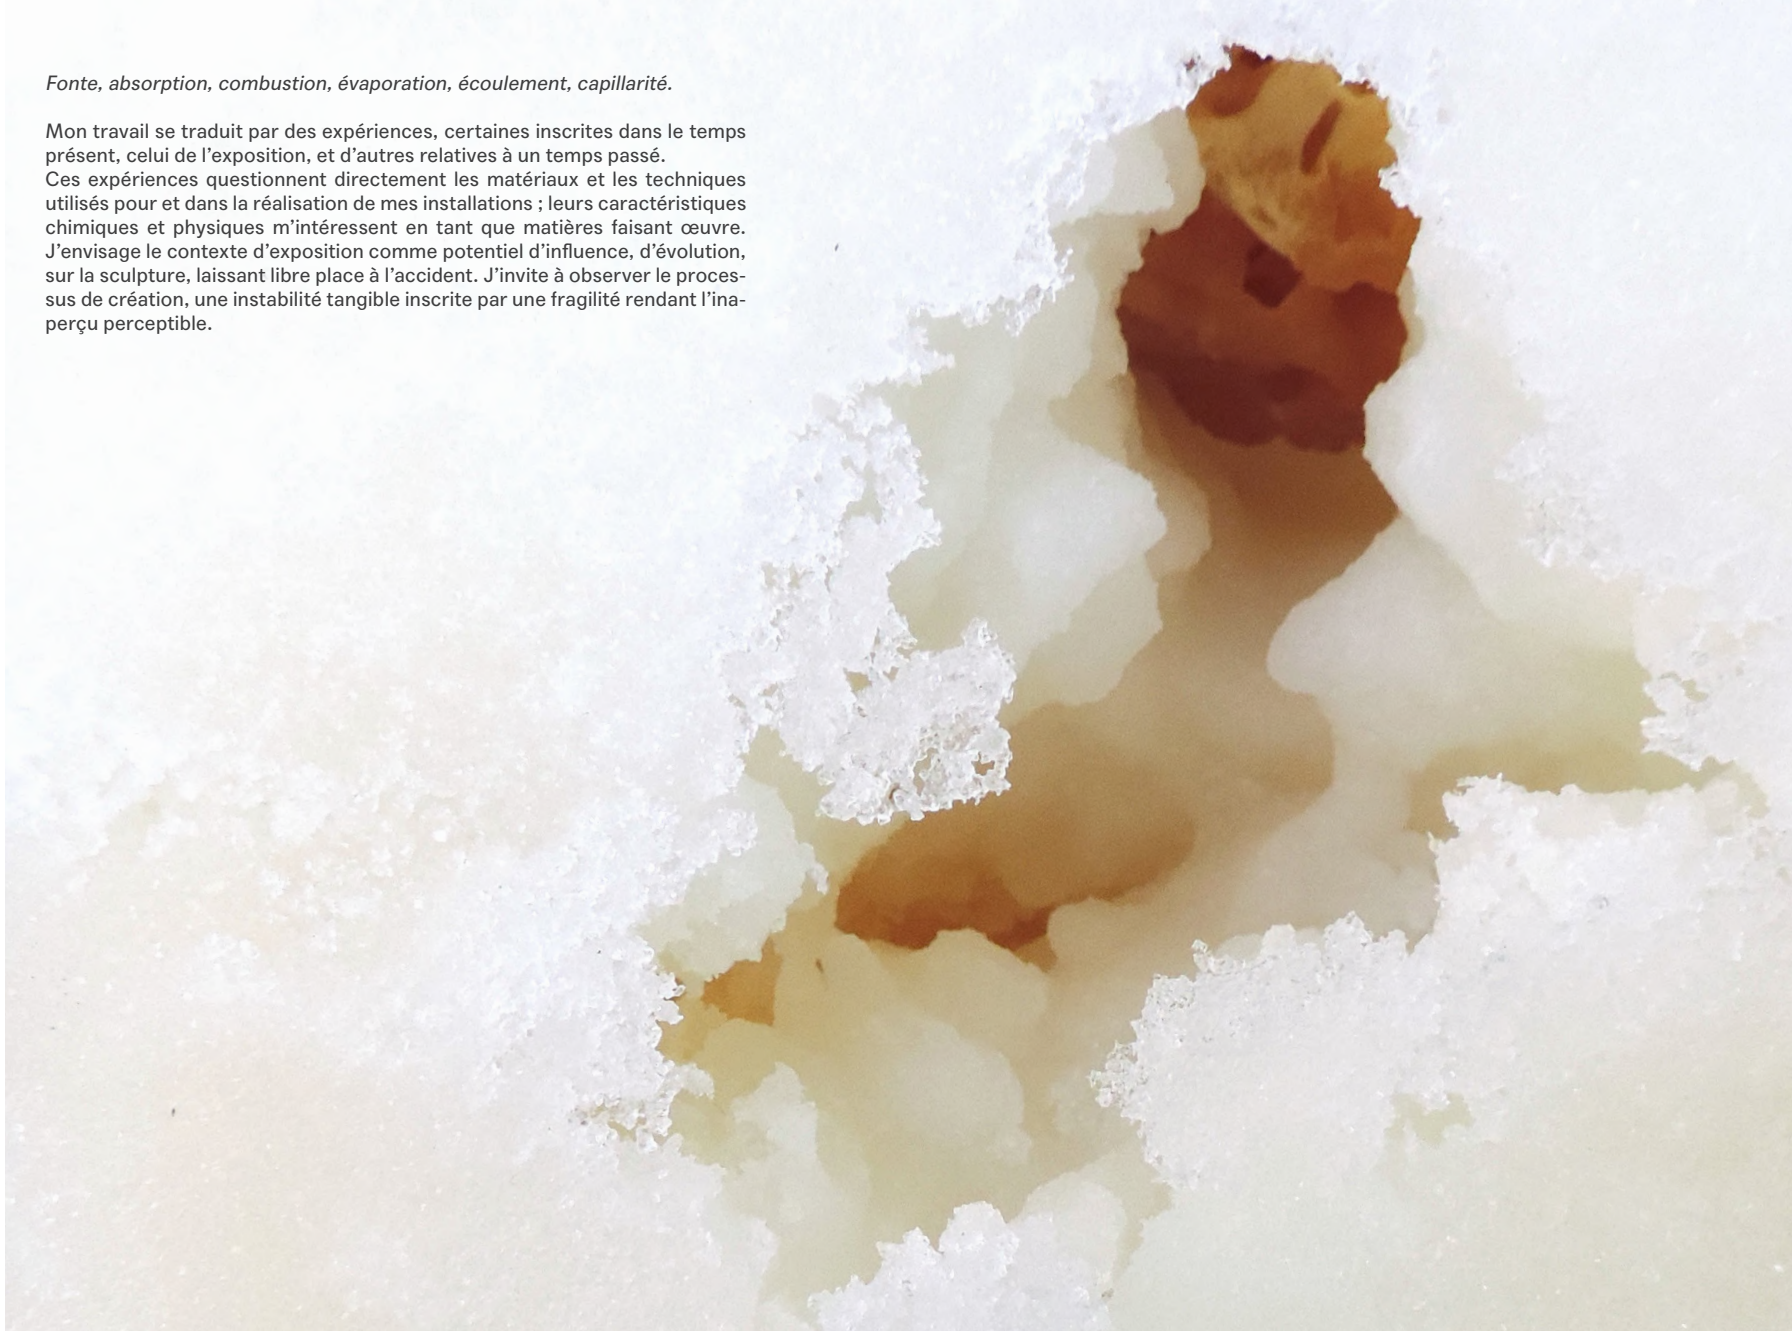 Fonte, absorption, combustion, évaporation, écoulement, capillarité.
Mon travail se traduit par des expériences, certaines inscrites dans le temps
présent, celui de l’exposition, et d’autres relatives à un temps passé.
Ces expériences questionnent directement les matériaux et les techniques
utilisés pour et dans la réalisation de mes installations ; leurs caractéristiques
chimiques et physiques m’intéressent en tant que matières faisant œuvre.
J’envisage le contexte d’exposition comme potentiel d’influence, d’évolution,
sur la sculpture, laissant libre place à l’accident. J’invite à observer le proces-
sus de création, une instabilité tangible inscrite par une fragilité rendant l’ina-
perçu perceptible.